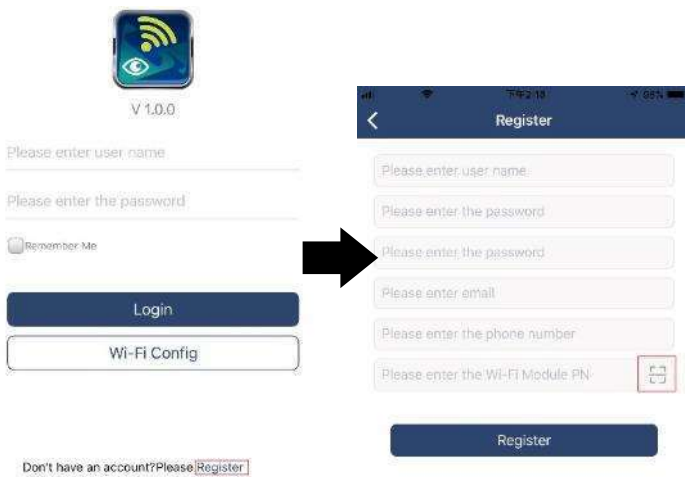 V 1.0.0
Please enter user name
Please enter the password
Remember Me
Login
Wi-Fi Config
Don't have an account?Please Register
Register
Please enter user name
Please enter the password
Please enter the password
Please enter email
Please enter the phone number
Please enter the Wi-Fi Module PN
Register